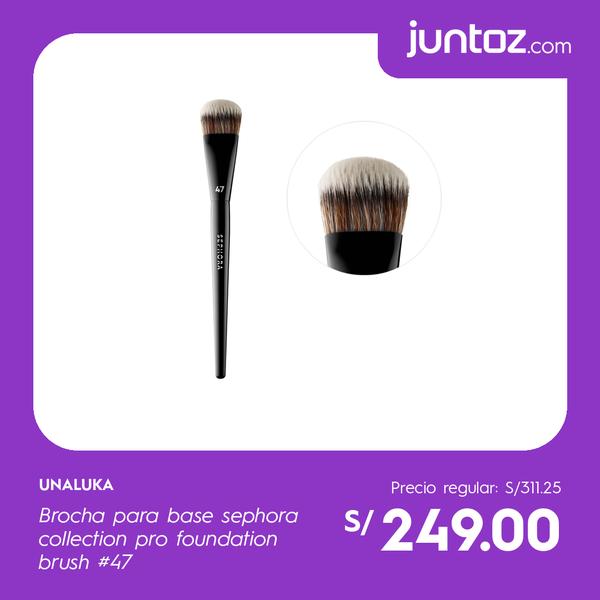 juntoz.com
47
SEPHORA
UNALUKA
Brocha para base sephora
collection pro foundation
brush #47
Precio regular: S/311.25
S/249.00